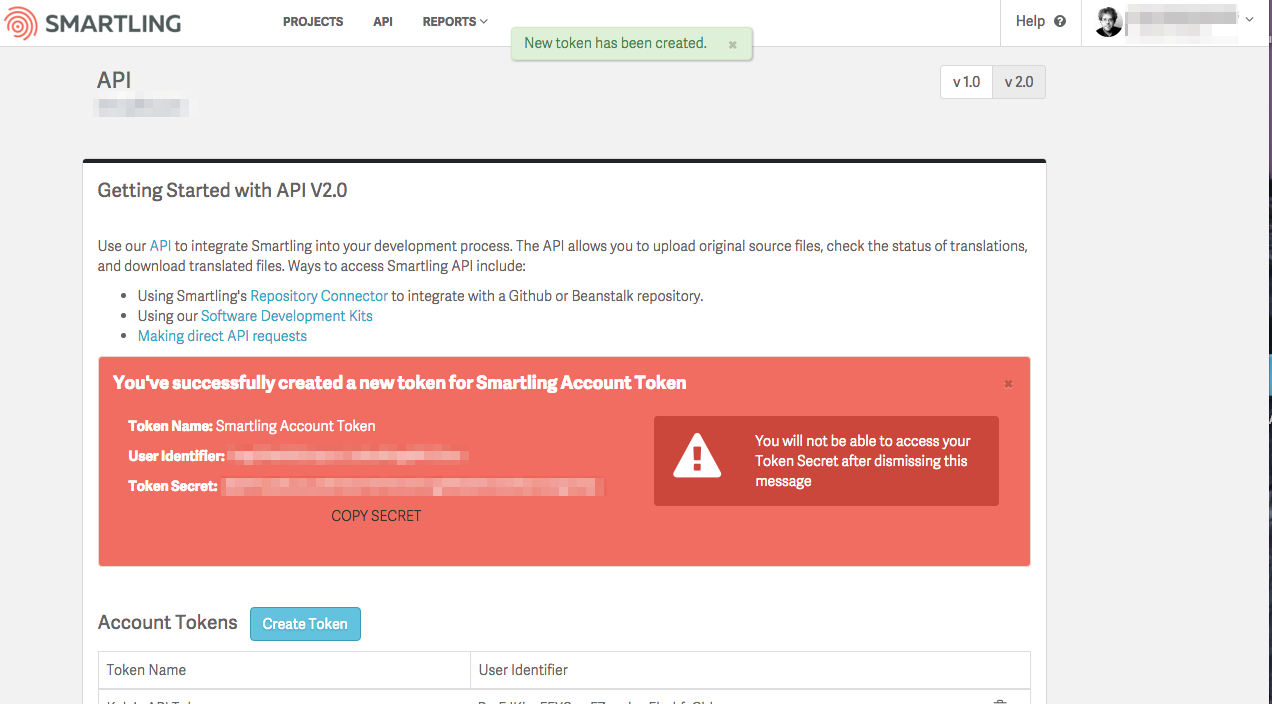 SMARTLING
PROJECTS API REPORTS
New token has been created. ×
Help ?
API
v 1.0 v 2.0
Getting Started with API V2.0
Use our API to integrate Smartling into your development process. The API allows you to upload original source files, check the status of translations,
and download translated files. Ways to access Smartling API include:
• Using Smartling's Repository Connector to integrate with a Github or Beanstalk repository.
• Using our Software Development Kits
• Making direct API requests
You've successfully created a new token for Smartling Account Token ×
Token Name: Smartling Account Token
User Identifier:
Token Secret:
COPY SECRET
You will not be able to access your
Token Secret after dismissing this
message
Account Tokens Create Token
Token Name User Identifier